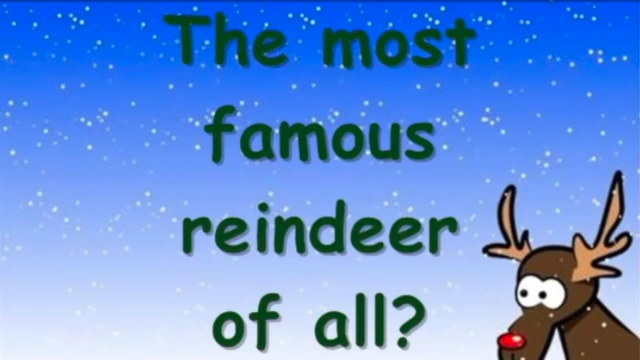 The most
famous
reindeer
of all?